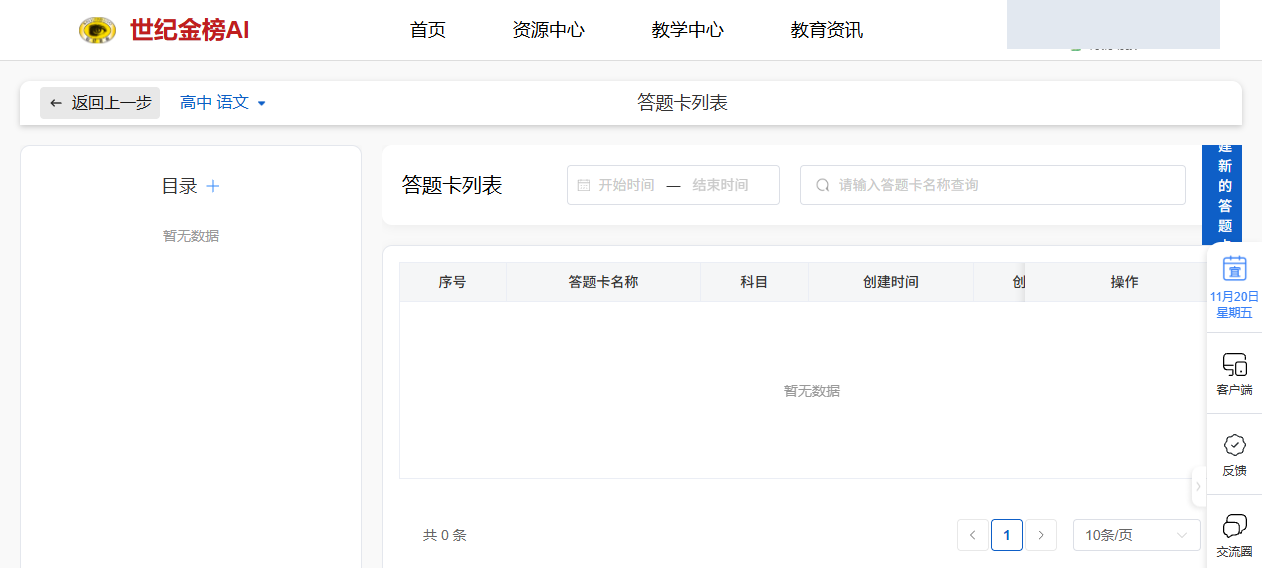 世纪金榜AI
首页
资源中心
教学中心
教育资讯
返回上一步
高中 语文
答题卡列表
目录
暂无数据
答题卡列表
开始时间 — 结束时间
请输入答题卡名称查询
建新的答题卡
序号
答题卡名称
科目
创建时间
创
操作
暂无数据
共 0 条
1
10条/页
宜
11月20日
星期五
客户端
反馈
交流圈